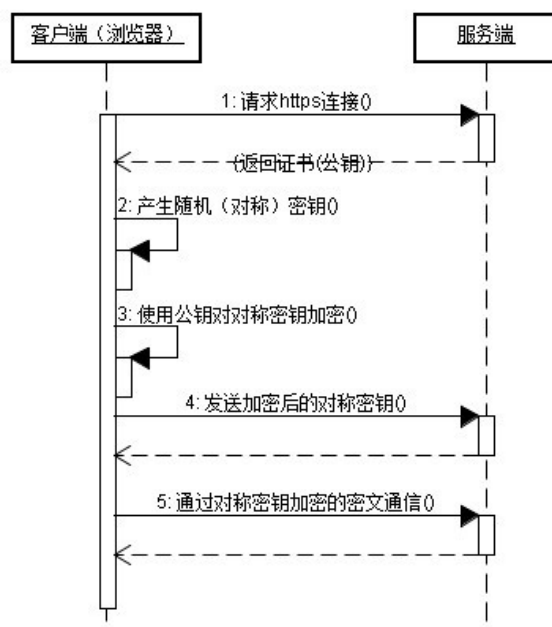 客户端（浏览器）
服务端
1: 请求https连接()
(返回证书(公钥))
2: 产生随机（对称）密钥()
3: 使用公钥对对称密钥加密()
4: 发送加密后的对称密钥()
5: 通过对称密钥加密的密文通信()